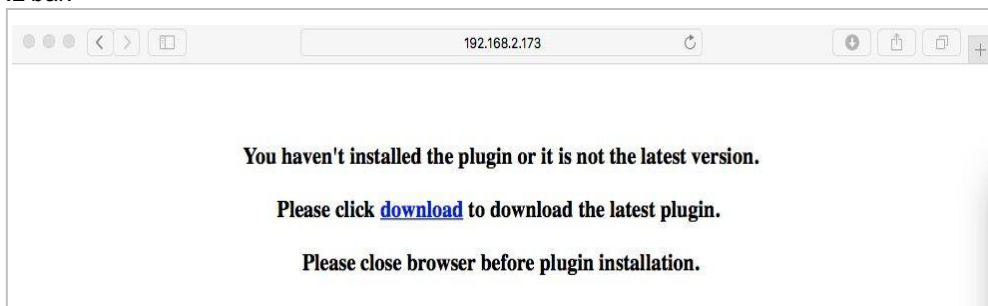 192.168.2.173
You haven't installed the plugin or it is not the latest version.
Please click download to download the latest plugin.
Please close browser before plugin installation.